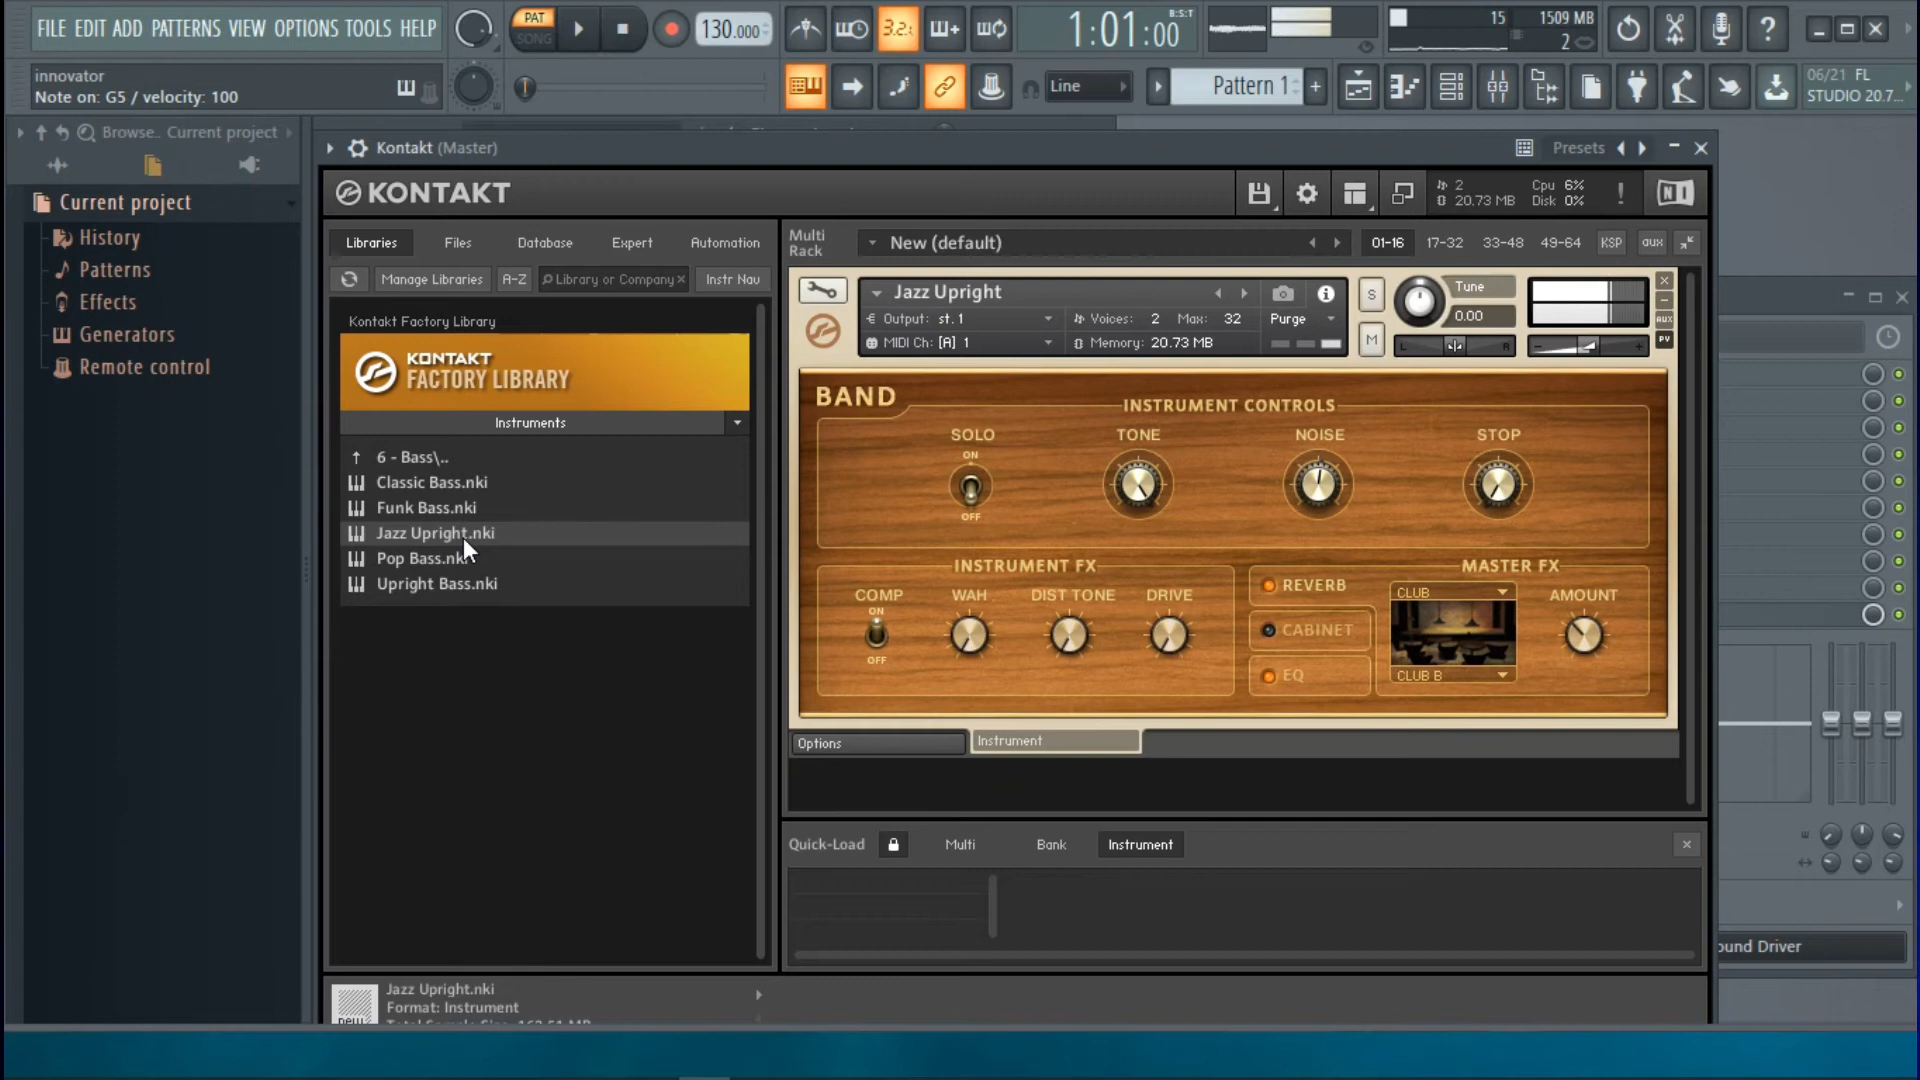 FILE EDIT ADD PATTERNS VIEW OPTIONS TOOLS HELP
PAT
SONG
130.000
3.2.
1:01:00
B:S:T
15
1509 MB
2
innovator
Note on: G5 / velocity: 100
Line
Pattern 1
06/21 FL
STUDIO 20.7...
Browse.. Current project
Kontakt (Master)
Presets
Current project
History
Patterns
Effects
Generators
Remote control
KONTAKT
2
20.73 MB
Cpu 6%
Disk 0%
NI
Libraries
Files
Database
Expert
Automation
Multi
Rack
New (default)
01-16
17-32
33-48
49-64
KSP
aux
Manage Libraries
A-Z
Library or Company
Instr Nav
Kontakt Factory Library
KONTAKT
FACTORY LIBRARY
Instruments
6 - Bass\..
Classic Bass.nki
Funk Bass.nki
Jazz Upright.nki
Pop Bass.nki
Upright Bass.nki
Jazz Upright
Output: st.1
Voices: 2 Max: 32
Purge
MIDI Ch: [A] 1
Memory: 20.73 MB
S
M
Tune
0.00
L
R
AUX
PV
BAND
INSTRUMENT CONTROLS
SOLO
TONE
NOISE
STOP
ON
OFF
INSTRUMENT FX
MASTER FX
COMP
WAH
DIST TONE
DRIVE
ON
OFF
REVERB
CABINET
EQ
CLUB
CLUB B
AMOUNT
Options
Instrument
Quick-Load
Multi
Bank
Instrument
Jazz Upright.nki
Format: Instrument
ound Driver